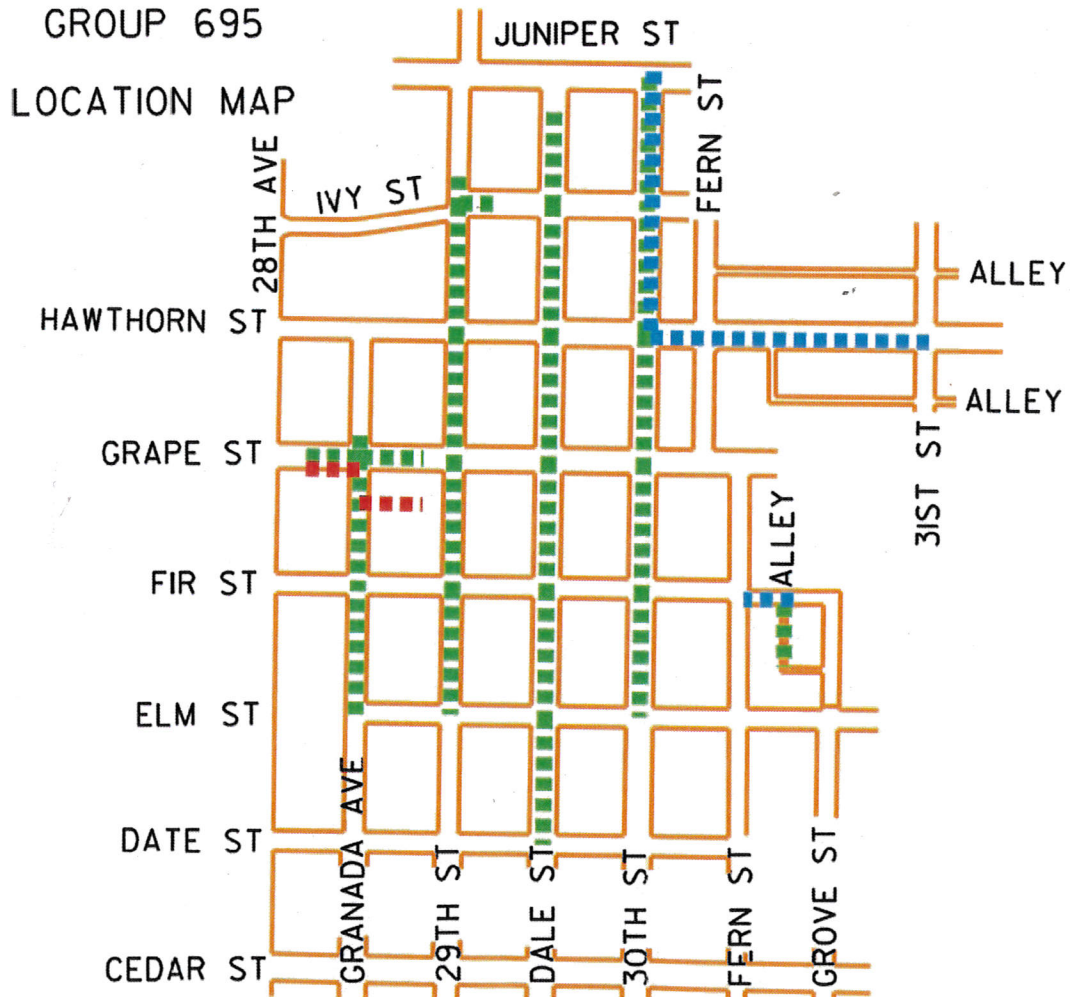 GROUP 695
JUNIPER ST
LOCATION MAP
FERN ST
28TH AVE
IVY ST
ALLEY
HAWTHORN ST
ALLEY
GRAPE ST
31ST ST
ALLEY
FIR ST
ELM ST
GRANADA AVE
DATE ST
29TH ST
DALE ST
30TH ST
FERN ST
GROVE ST
CEDAR ST